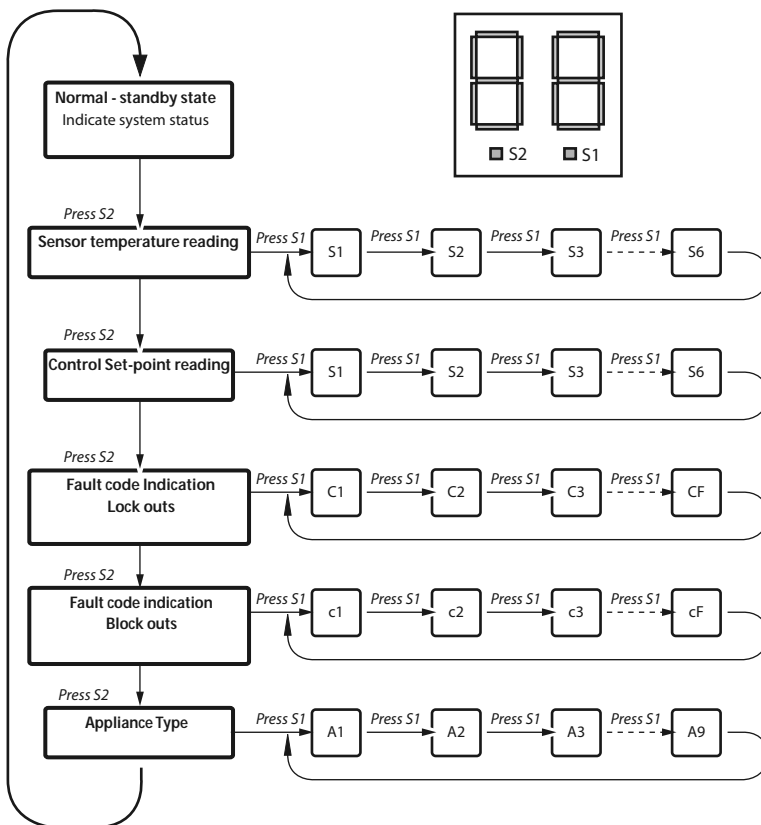 S2 S1
Normal - standby state
Indicate system status
Press S2
Sensor temperature reading
Press S1 S1 Press S1 S2 Press S1 S3 Press S1 S6
Press S2
Control Set-point reading
Press S1 S1 Press S1 S2 Press S1 S3 Press S1 S6
Press S2
Fault code Indication
Lock outs
Press S1 C1 Press S1 C2 Press S1 C3 Press S1 CF
Press S2
Fault code indication
Block outs
Press S1 c1 Press S1 c2 Press S1 c3 Press S1 cF
Press S2
Appliance Type
Press S1 A1 Press S1 A2 Press S1 A3 Press S1 A9